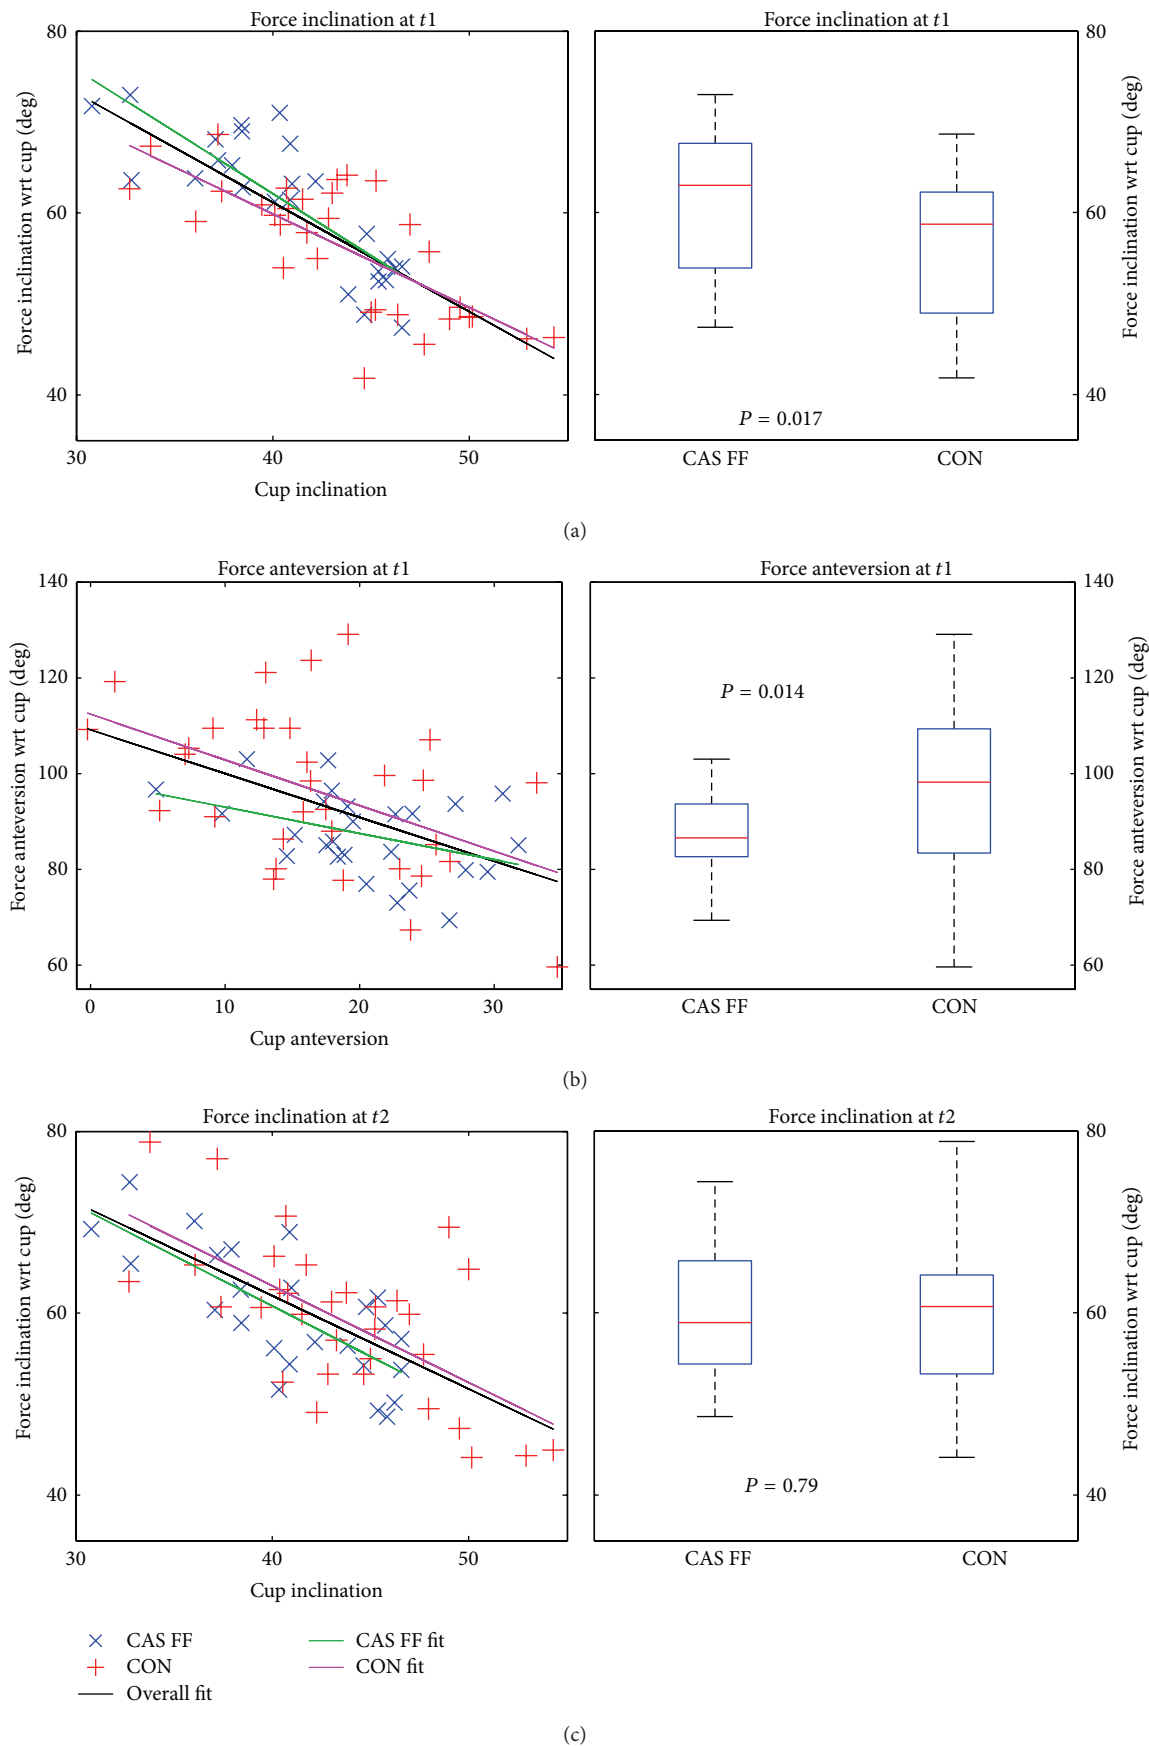 Force inclination at t1
Force inclination at t1
80
60
40
Force inclination wrt cup (deg)
30
40
50
Cup inclination
P = 0.017
CAS FF
CON
80
60
40
Force inclination wrt cup (deg)
(a)
Force anteversion at t1
Force anteversion at t1
140
120
100
80
60
Force anteversion wrt cup (deg)
0
10
20
30
Cup anteversion
P = 0.014
CAS FF
CON
140
120
100
80
60
Force anteversion wrt cup (deg)
(b)
Force inclination at t2
Force inclination at t2
80
60
40
Force inclination wrt cup (deg)
30
40
50
Cup inclination
P = 0.79
CAS FF
CON
80
60
40
Force inclination wrt cup (deg)
CAS FF
CON
Overall fit
CAS FF fit
CON fit
(c)